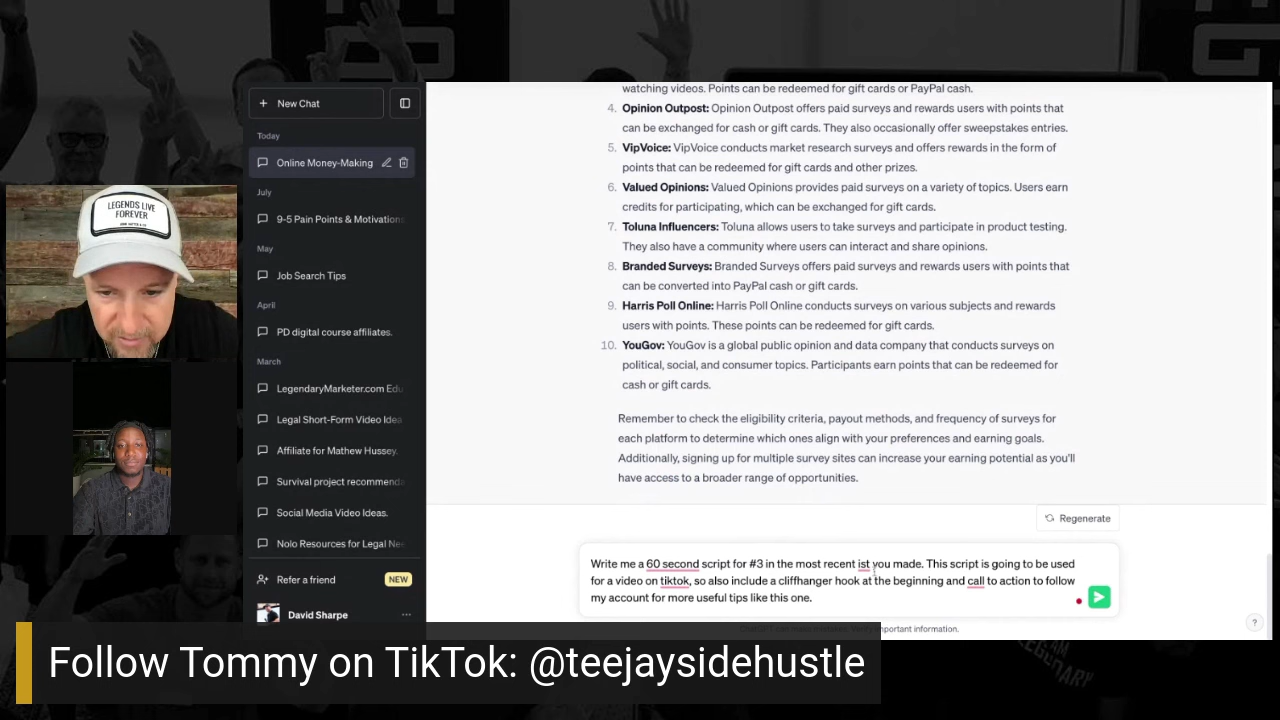 LEGENDS LIVE
FOREVER
New Chat
Today
Online Money-Making
July
9-5 Pain Points & Motivation
May
Job Search Tips
April
PD digital course affiliates.
March
LegendaryMarketer.com Edu
Legal Short-Form Video Idea
Affiliate for Mathew Hussey.
Survival project recommenda
Social Media Video Ideas.
Nolo Resources for Legal Nee
Refer a friend
NEW
David Sharpe
watching videos. Points can be redeemed for gift cards or PayPal cash.
4. Opinion Outpost: Opinion Outpost offers paid surveys and rewards users with points that
can be exchanged for cash or gift cards. They also occasionally offer sweepstakes entries.
5. VipVoice: VipVoice conducts market research surveys and offers rewards in the form of
points that can be redeemed for gift cards and other prizes.
6. Valued Opinions: Valued Opinions provides paid surveys on a variety of topics. Users earn
credits for participating, which can be exchanged for gift cards.
7. Toluna Influencers: Toluna allows users to take surveys and participate in product testing.
They also have a community where users can interact and share opinions.
8. Branded Surveys: Branded Surveys offers paid surveys and rewards users with points that
can be converted into PayPal cash or gift cards.
9. Harris Poll Online: Harris Poll Online conducts surveys on various subjects and rewards
users with points. These points can be redeemed for gift cards.
10. YouGov: YouGov is a global public opinion and data company that conducts surveys on
political, social, and consumer topics. Participants earn points that can be redeemed for
cash or gift cards.
Remember to check the eligibility criteria, payout methods, and frequency of surveys for
each platform to determine which ones align with your preferences and earning goals.
Additionally, signing up for multiple survey sites can increase your earning potential as you'll
have access to a broader range of opportunities.
Regenerate
Write me a 60 second script for #3 in the most recent ist you made. This script is going to be used
for a video on tiktok, so also include a cliffhanger hook at the beginning and call to action to follow
my account for more useful tips like this one.
important information.
?
Follow Tommy on TikTok: @teejaysidehustle